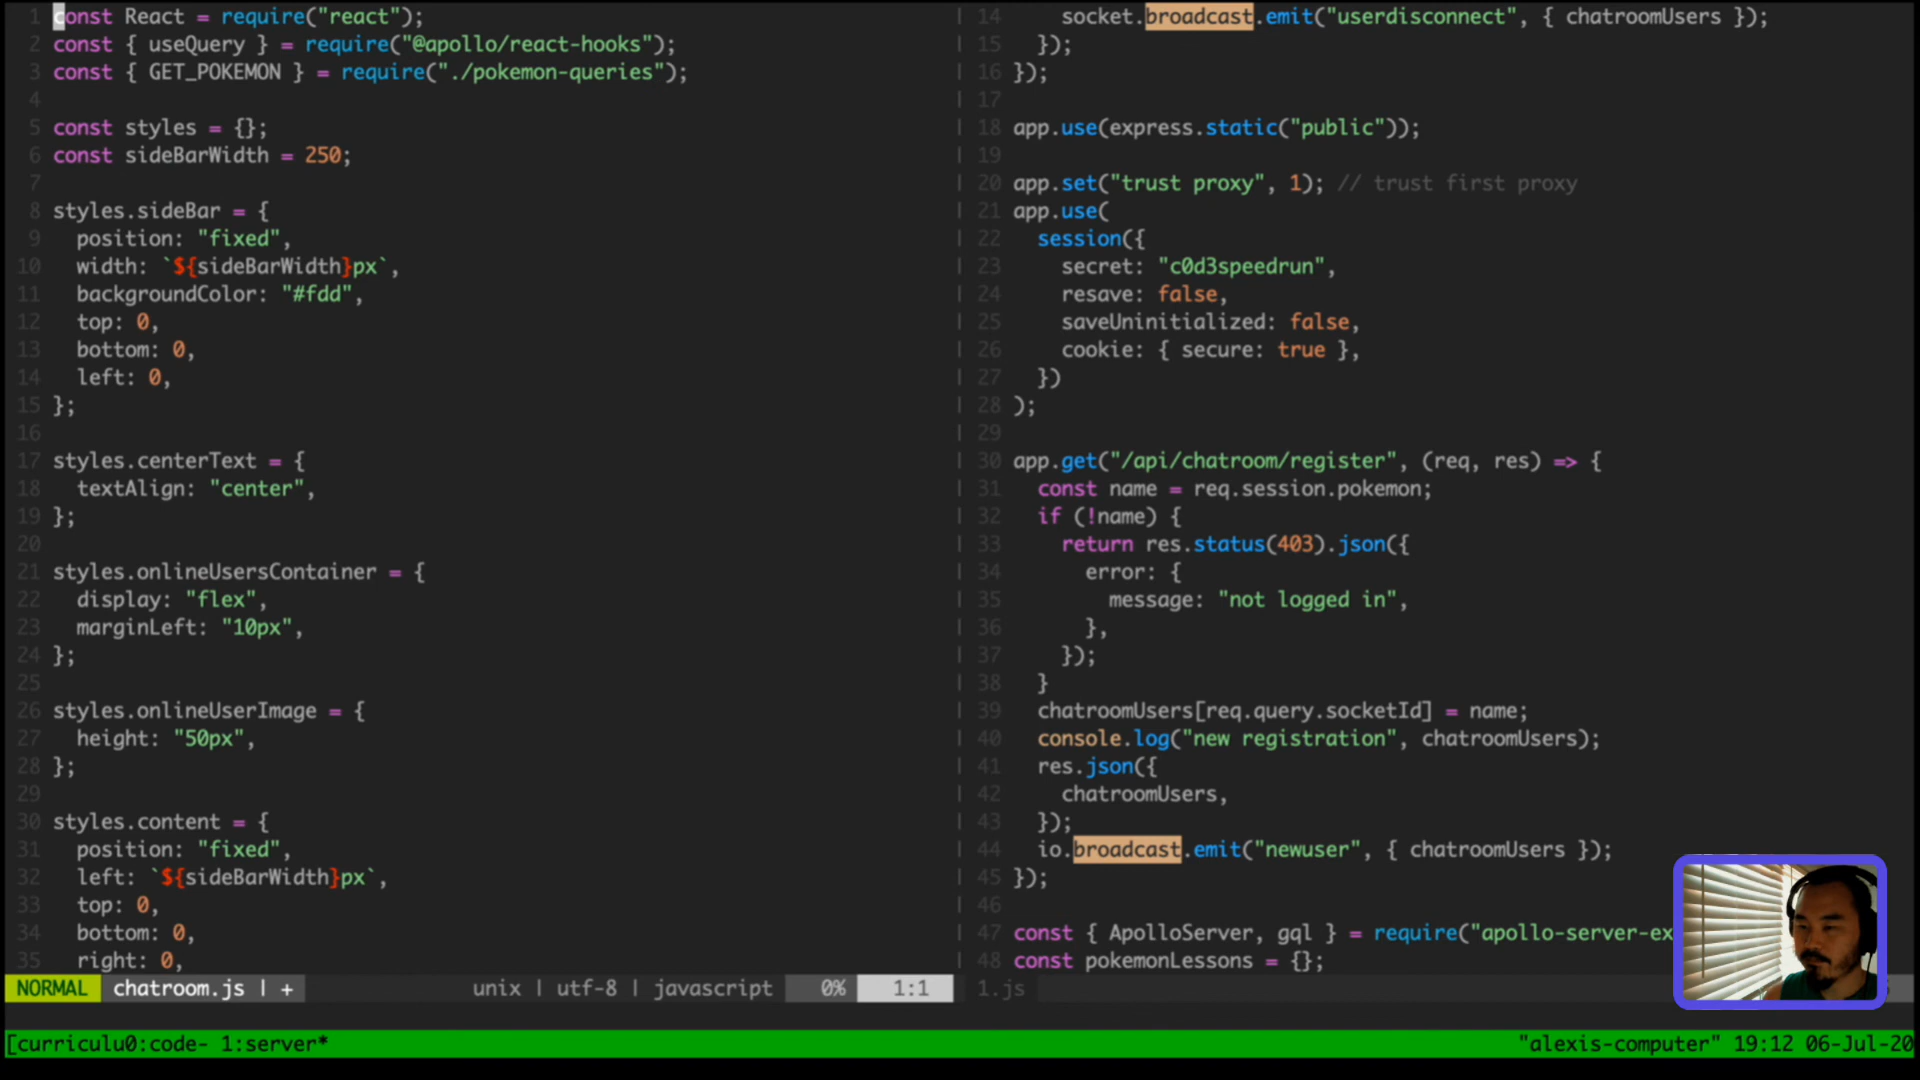 1 const React = require("react");
2 const { useQuery } = require("@apollo/react-hooks");
3 const { GET_POKEMON } = require("./pokemon-queries");
4
5 const styles = {};
6 const sideBarWidth = 250;
7
8 styles.sideBar = {
9   position: "fixed",
10   width: `${sideBarWidth}px`,
11   backgroundColor: "#fdd",
12   top: 0,
13   bottom: 0,
14   left: 0,
15 };
16
17 styles.centerText = {
18   textAlign: "center",
19 };
20
21 styles.onlineUsersContainer = {
22   display: "flex",
23   marginLeft: "10px",
24 };
25
26 styles.onlineUserImage = {
27   height: "50px",
28 };
29
30 styles.content = {
31   position: "fixed",
32   left: `${sideBarWidth}px`,
33   top: 0,
34   bottom: 0,
35   right: 0,
NORMAL chatroom.js | + unix | utf-8 | javascript 0% 1:1
14     socket.broadcast.emit("userdisconnect", { chatroomUsers });
15   });
16 });
17
18 app.use(express.static("public"));
19
20 app.set("trust proxy", 1); // trust first proxy
21 app.use(
22   session({
23     secret: "c0d3speedrun",
24     resave: false,
25     saveUninitialized: false,
26     cookie: { secure: true },
27   })
28 );
29
30 app.get("/api/chatroom/register", (req, res) => {
31   const name = req.session.pokemon;
32   if (!name) {
33     return res.status(403).json({
34       error: {
35         message: "not logged in",
36       },
37     });
38   }
39   chatroomUsers[req.query.socketId] = name;
40   console.log("new registration", chatroomUsers);
41   res.json({
42     chatroomUsers,
43   });
44   io.broadcast.emit("newuser", { chatroomUsers });
45 });
46
47 const { ApolloServer, gql } = require("apollo-server-ex
48 const pokemonLessons = {};
1.js
[curriculu0:code- 1:server* "alexis-computer" 19:12 06-Jul-20